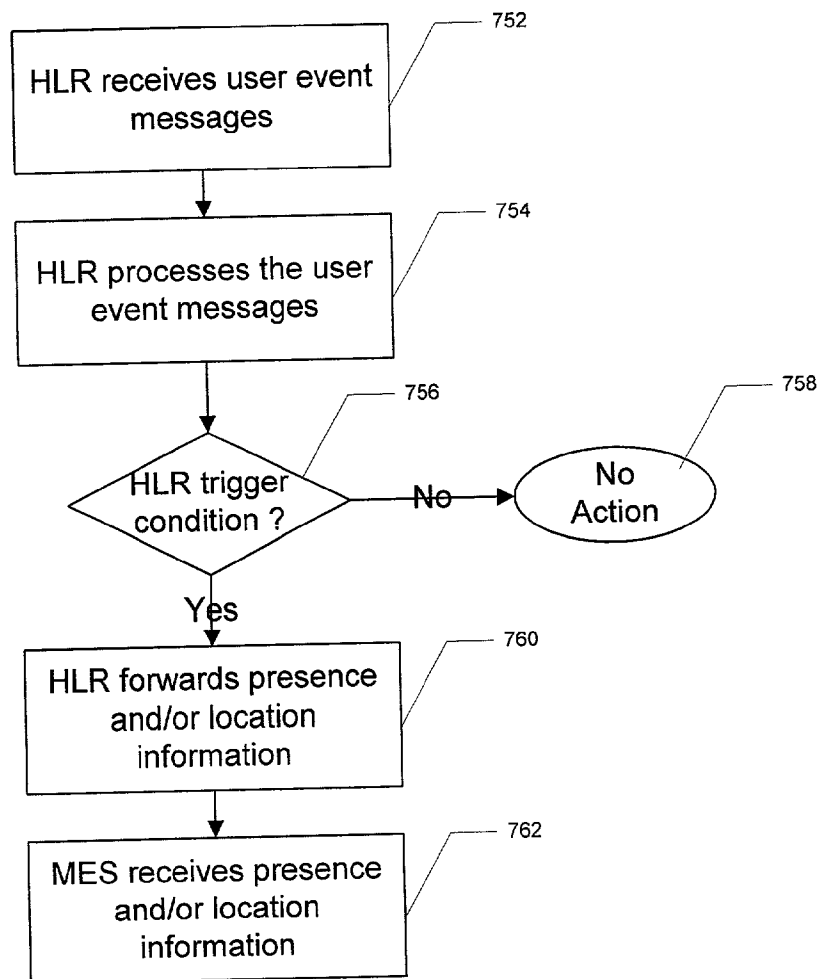 752
HLR receives user event
messages
754
HLR processes the user
event messages
756
758
HLR trigger
condition ?
No
No
Action
Yes
760
HLR forwards presence
and/or location
information
762
MES receives presence
and/or location
information